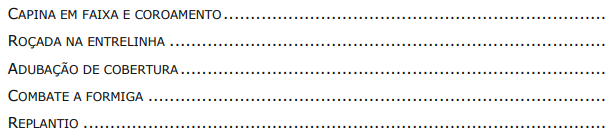 CAPINA EM FAIXA E COROAMENTO ................................................................
ROÇADA NA ENTRELINHA .........................................................................
ADUBAÇÃO DE COBERTURA .......................................................................
COMBATE A FORMIGA ............................................................................
REPLANTIO ......................................................................................